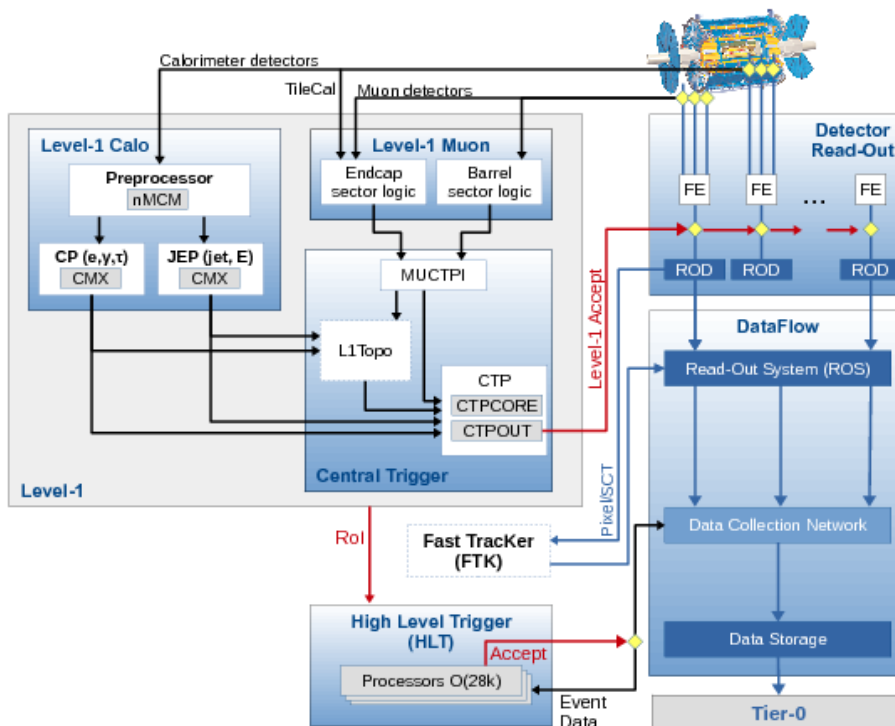 Calorimeter detectors
TileCal
Muon detectors
Level-1 Calo
Preprocessor
nMCM
CP (e,γ,τ)
CMX
JEP (jet, E)
CMX
Level-1 Muon
Endcap
sector logic
Barrel
sector logic
MUCTPI
L1Topo
CTP
CTPCORE
CTPOUT
Central Trigger
Level-1
Level-1 Accept
Detector
Read-Out
FE
FE
...
FE
ROD
ROD
ROD
DataFlow
Read-Out System (ROS)
Pixel/SCT
Data Collection Network
Data Storage
Tier-0
RoI
Fast TracKer
(FTK)
High Level Trigger
(HLT)
Accept
Processors O(28k)
Event
Data